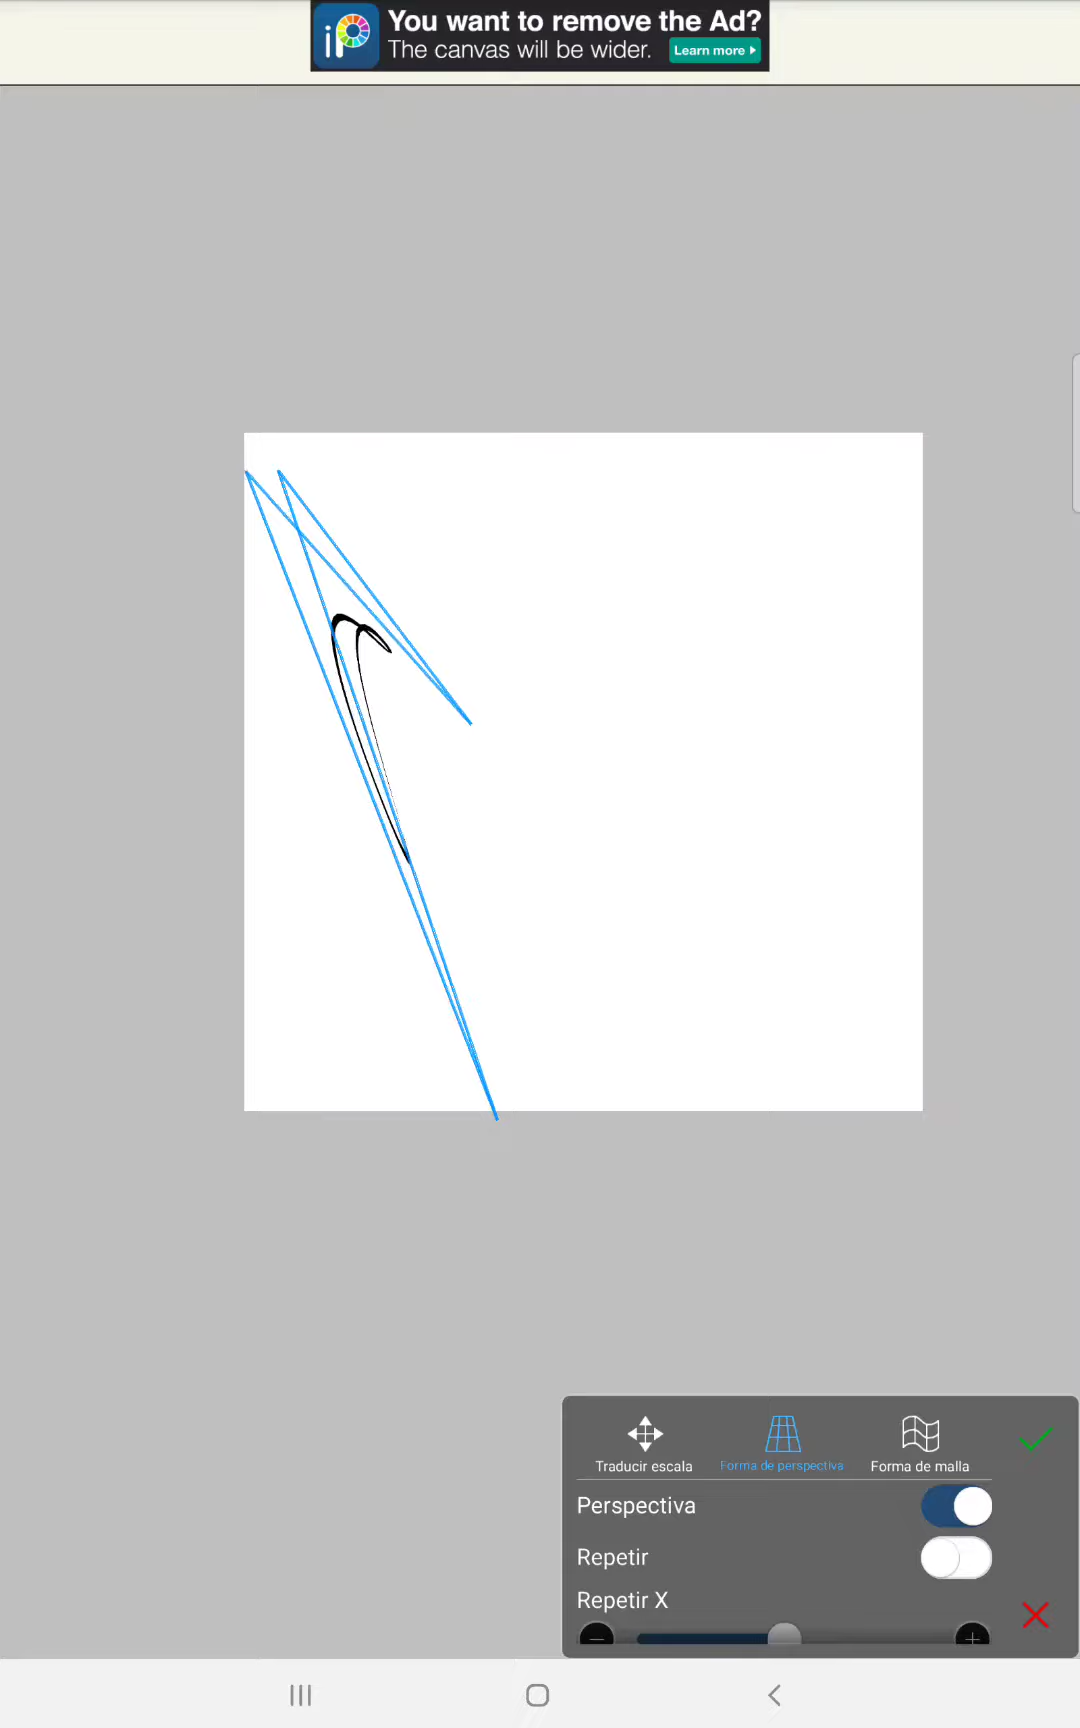 iP
You want to remove the Ad?
The canvas will be wider.
Learn more
Traducir escala
Forma de perspectiva
Forma de malla
Perspectiva
Repetir
Repetir X